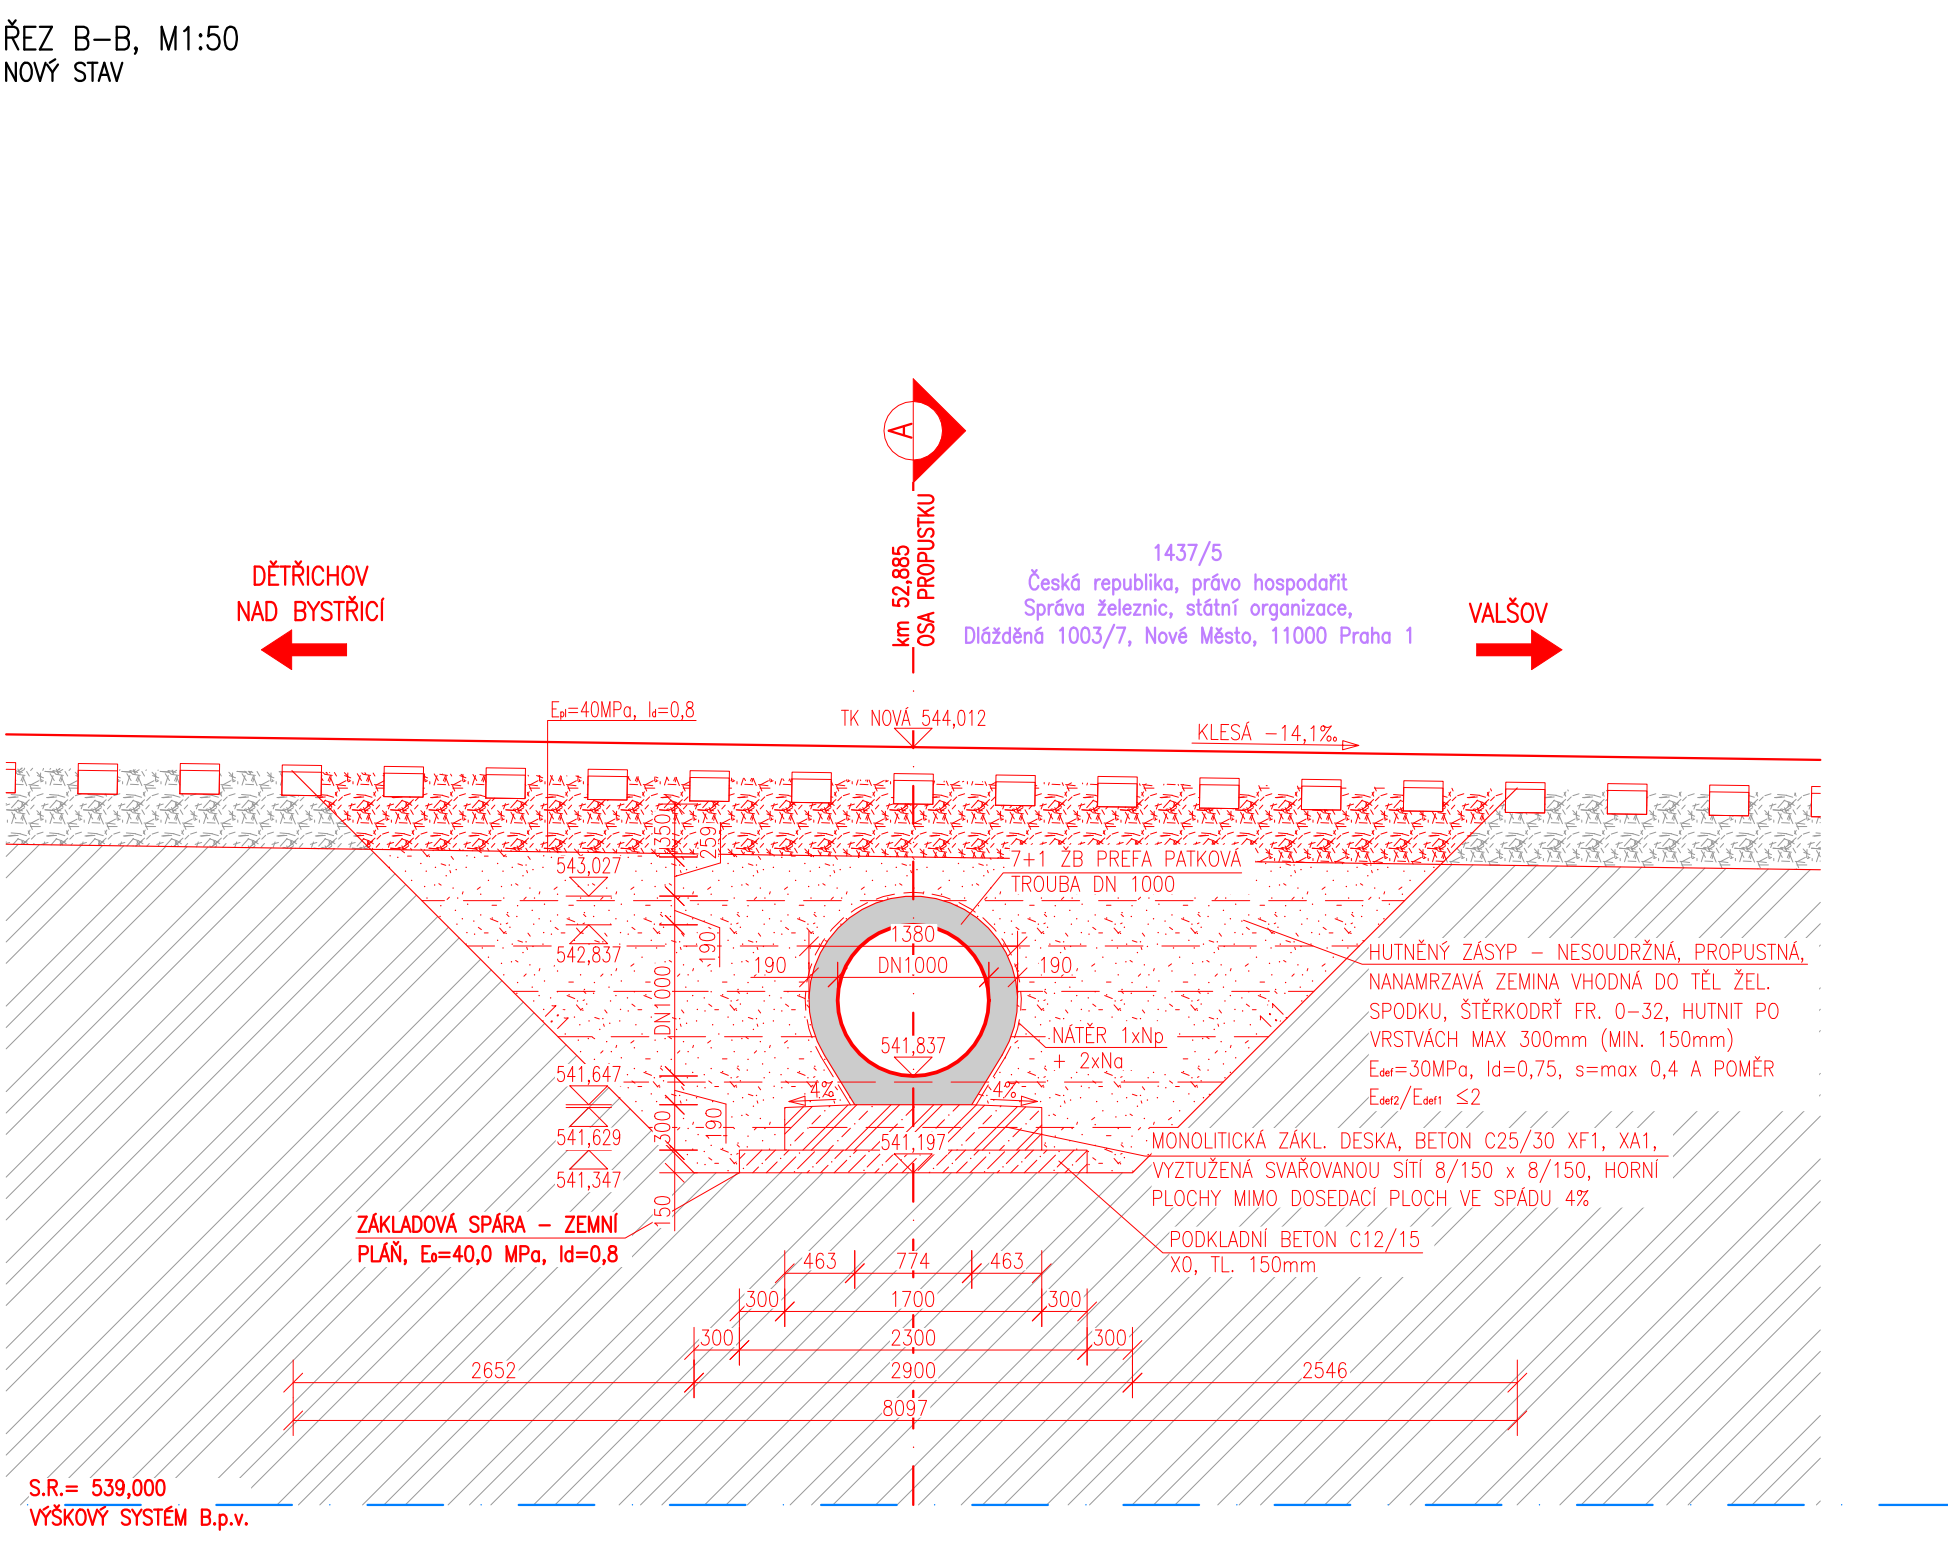 ŘEZ B-B, M1:50
NOVÝ STAV
A
km 52,885
OSA PROPUSTKU
1437/5
Česká republika, právo hospodařit
Správa železnic, státní organizace,
Dlážděná 1003/7, Nové Město, 11000 Praha 1
DĚTŘICHOV
NAD BYSTŘICÍ
VALŠOV
Epl=40MPa, Id=0,8
TK NOVÁ 544,012
KLESÁ -14,1‰
350
259
543,027
7+1 ŽB PREFA PATKOVÁ
TROUBA DN 1000
190
542,837
1380
190
DN1000
190
HUTNĚNÝ ZÁSYP - NESOUDRŽNÁ, PROPUSTNÁ,
NANAMRZAVÁ ZEMINA VHODNÁ DO TĚL ŽEL.
SPODKU, ŠTĚRKODRŤ FR. 0-32, HUTNIT PO
VRSTVÁCH MAX 300mm (MIN. 150mm)
Edef=30MPa, Id=0,75, s=max 0,4 A POMĚR
Edef2/Edef1 ≤2
DN1000
1:1
1:1
NÁTĚR 1xNp
+ 2xNa
541,837
541,647
4%
4%
300
190
541,629
541,197
541,347
MONOLITICKÁ ZÁKL. DESKA, BETON C25/30 XF1, XA1,
VYZTUŽENÁ SVAŘOVANOU SÍTÍ 8/150 x 8/150, HORNÍ
PLOCHY MIMO DOSEDACÍ PLOCH VE SPÁDU 4%
150
ZÁKLADOVÁ SPÁRA - ZEMNÍ
PLÁŇ, E0=40,0 MPa, Id=0,8
PODKLADNÍ BETON C12/15
X0, TL. 150mm
463
774
463
300
1700
300
300
2300
300
2652
2900
2546
8097
S.R.= 539,000
VÝŠKOVÝ SYSTÉM B.p.v.